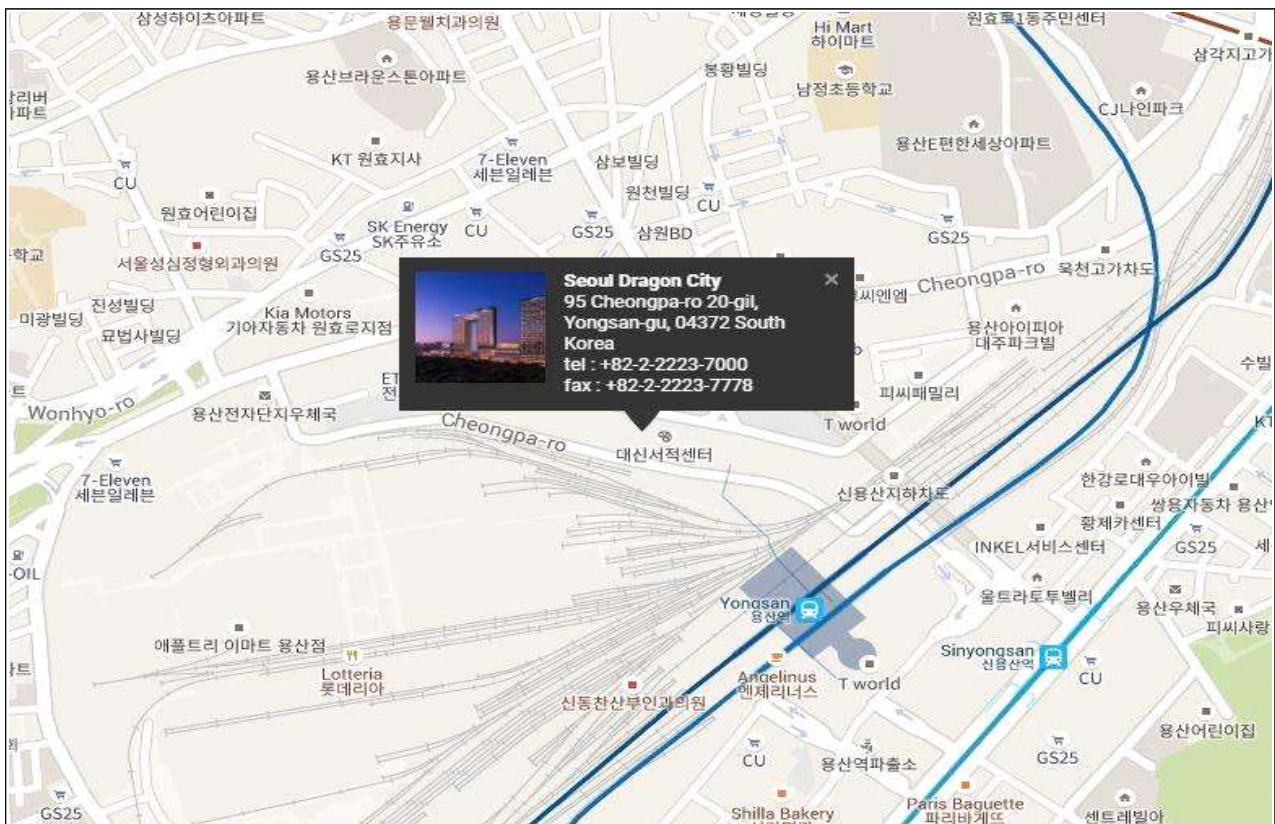 삼성하이츠아파트
용문웰치과의원
Hi Mart
하이마트
원효로1동주민센터
삼각지고가
용산브라운스톤아파트
봉황빌딩
남정초등학교
CJ나인파크
용산E편한세상아파트
KT 원효지사
7-Eleven
세븐일레븐
삼보빌딩
원천빌딩
CU
CU
원효어린이집
SK Energy
SK주유소
CU
GS25
삼원BD
GS25
GS25
서울성심정형외과의원
Cheongpa-ro
욱천고가차도
Seoul Dragon City
95 Cheongpa-ro 20-gil,
Yongsan-gu, 04372 South
Korea
tel : +82-2-2223-7000
fax : +82-2-2223-7778
진성빌딩
미광빌딩
묘법사빌딩
Kia Motors
기아자동차 원효로지점
용산아이피아
대주파크빌
피씨패밀리
T world
Wonhyo-ro
용산전자단지우체국
Cheongpa-ro
대신서적센터
7-Eleven
세븐일레븐
신용산지하차도
한강로대우아이빌
쌍용자동차 용산
황제카센터
INKEL서비스센터
GS25
-OIL
Yongsan
용산역
울트라토투벨리
용산우체국
피씨사랑
애플트리 이마트 용산점
Lotteria
롯데리아
Sinyongsan
신용산역
CU
Angelinus
엔제리너스
T world
신동찬산부인과의원
용산어린이집
CU
용산역파출소
GS25
GS25
Shilla Bakery
Paris Baguette
파리바게뜨
센트레빌아